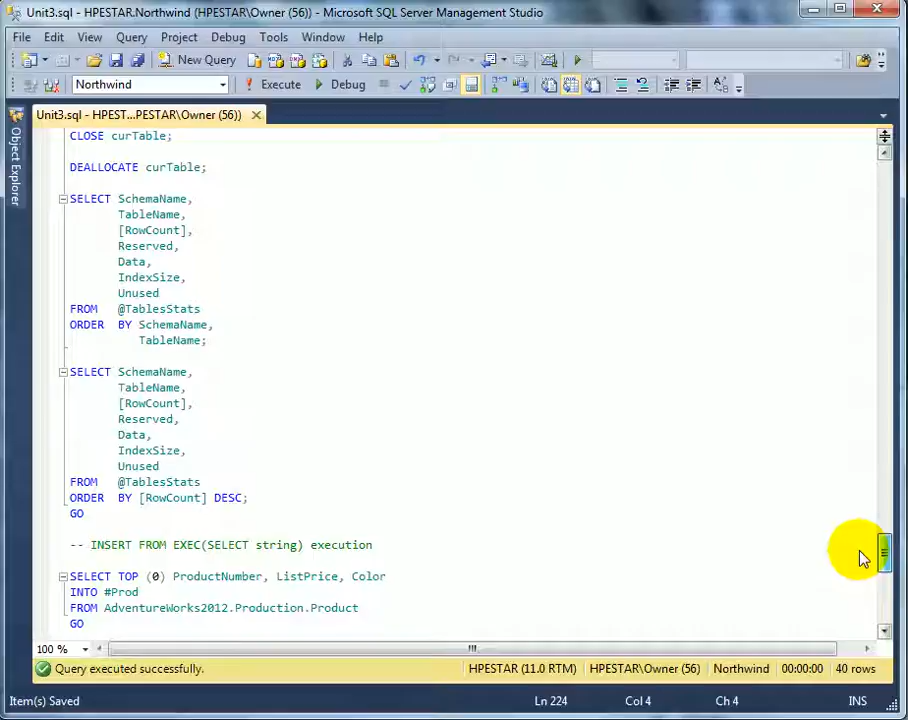 Unit3.sql - HPESTAR.Northwind (HPESTAR\Owner (56)) - Microsoft SQL Server Management Studio
File Edit View Query Project Debug Tools Window Help
New Query
Northwind Execute Debug
Unit3.sql - HPEST...PESTAR\Owner (56))
Object Explorer
CLOSE curTable;
DEALLOCATE curTable;
SELECT SchemaName,
TableName,
[RowCount],
Reserved,
Data,
IndexSize,
Unused
FROM @TablesStats
ORDER BY SchemaName,
TableName;
SELECT SchemaName,
TableName,
[RowCount],
Reserved,
Data,
IndexSize,
Unused
FROM @TablesStats
ORDER BY [RowCount] DESC;
GO
-- INSERT FROM EXEC(SELECT string) execution
SELECT TOP (0) ProductNumber, ListPrice, Color
INTO #Prod
FROM AdventureWorks2012.Production.Product
GO
100 %
Query executed successfully. HPESTAR (11.0 RTM) HPESTAR\Owner (56) Northwind 00:00:00 40 rows
Item(s) Saved Ln 224 Col 4 Ch 4 INS